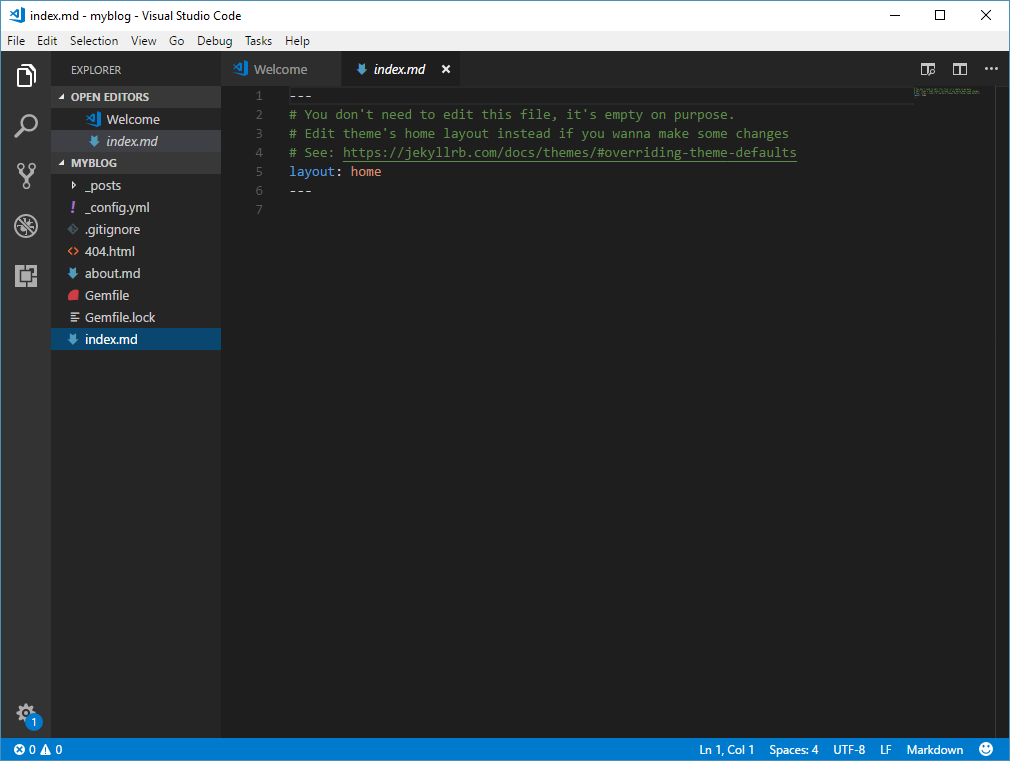 index.md - myblog - Visual Studio Code
File Edit Selection View Go Debug Tasks Help
EXPLORER
OPEN EDITORS
Welcome
index.md
MYBLOG
_posts
_config.yml
.gitignore
404.html
about.md
Gemfile
Gemfile.lock
index.md
1
Welcome
index.md
1 ---
2 # You don't need to edit this file, it's empty on purpose.
3 # Edit theme's home layout instead if you wanna make some changes
4 # See: https://jekyllrb.com/docs/themes/#overriding-theme-defaults
5 layout: home
6 ---
7
0 0
Ln 1, Col 1 Spaces: 4 UTF-8 LF Markdown